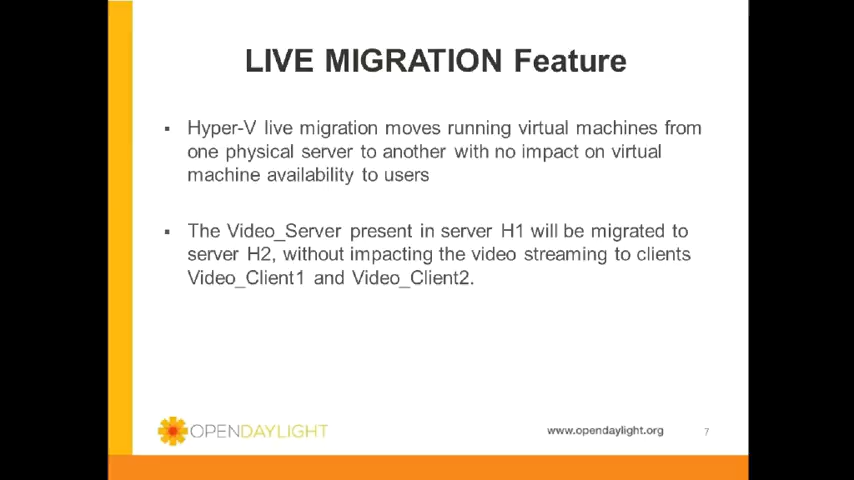 LIVE MIGRATION Feature
▪ Hyper-V live migration moves running virtual machines from
one physical server to another with no impact on virtual
machine availability to users
▪ The Video_Server present in server H1 will be migrated to
server H2, without impacting the video streaming to clients
Video_Client1 and Video_Client2.
OPENDAYLIGHT
www.opendaylight.org 7